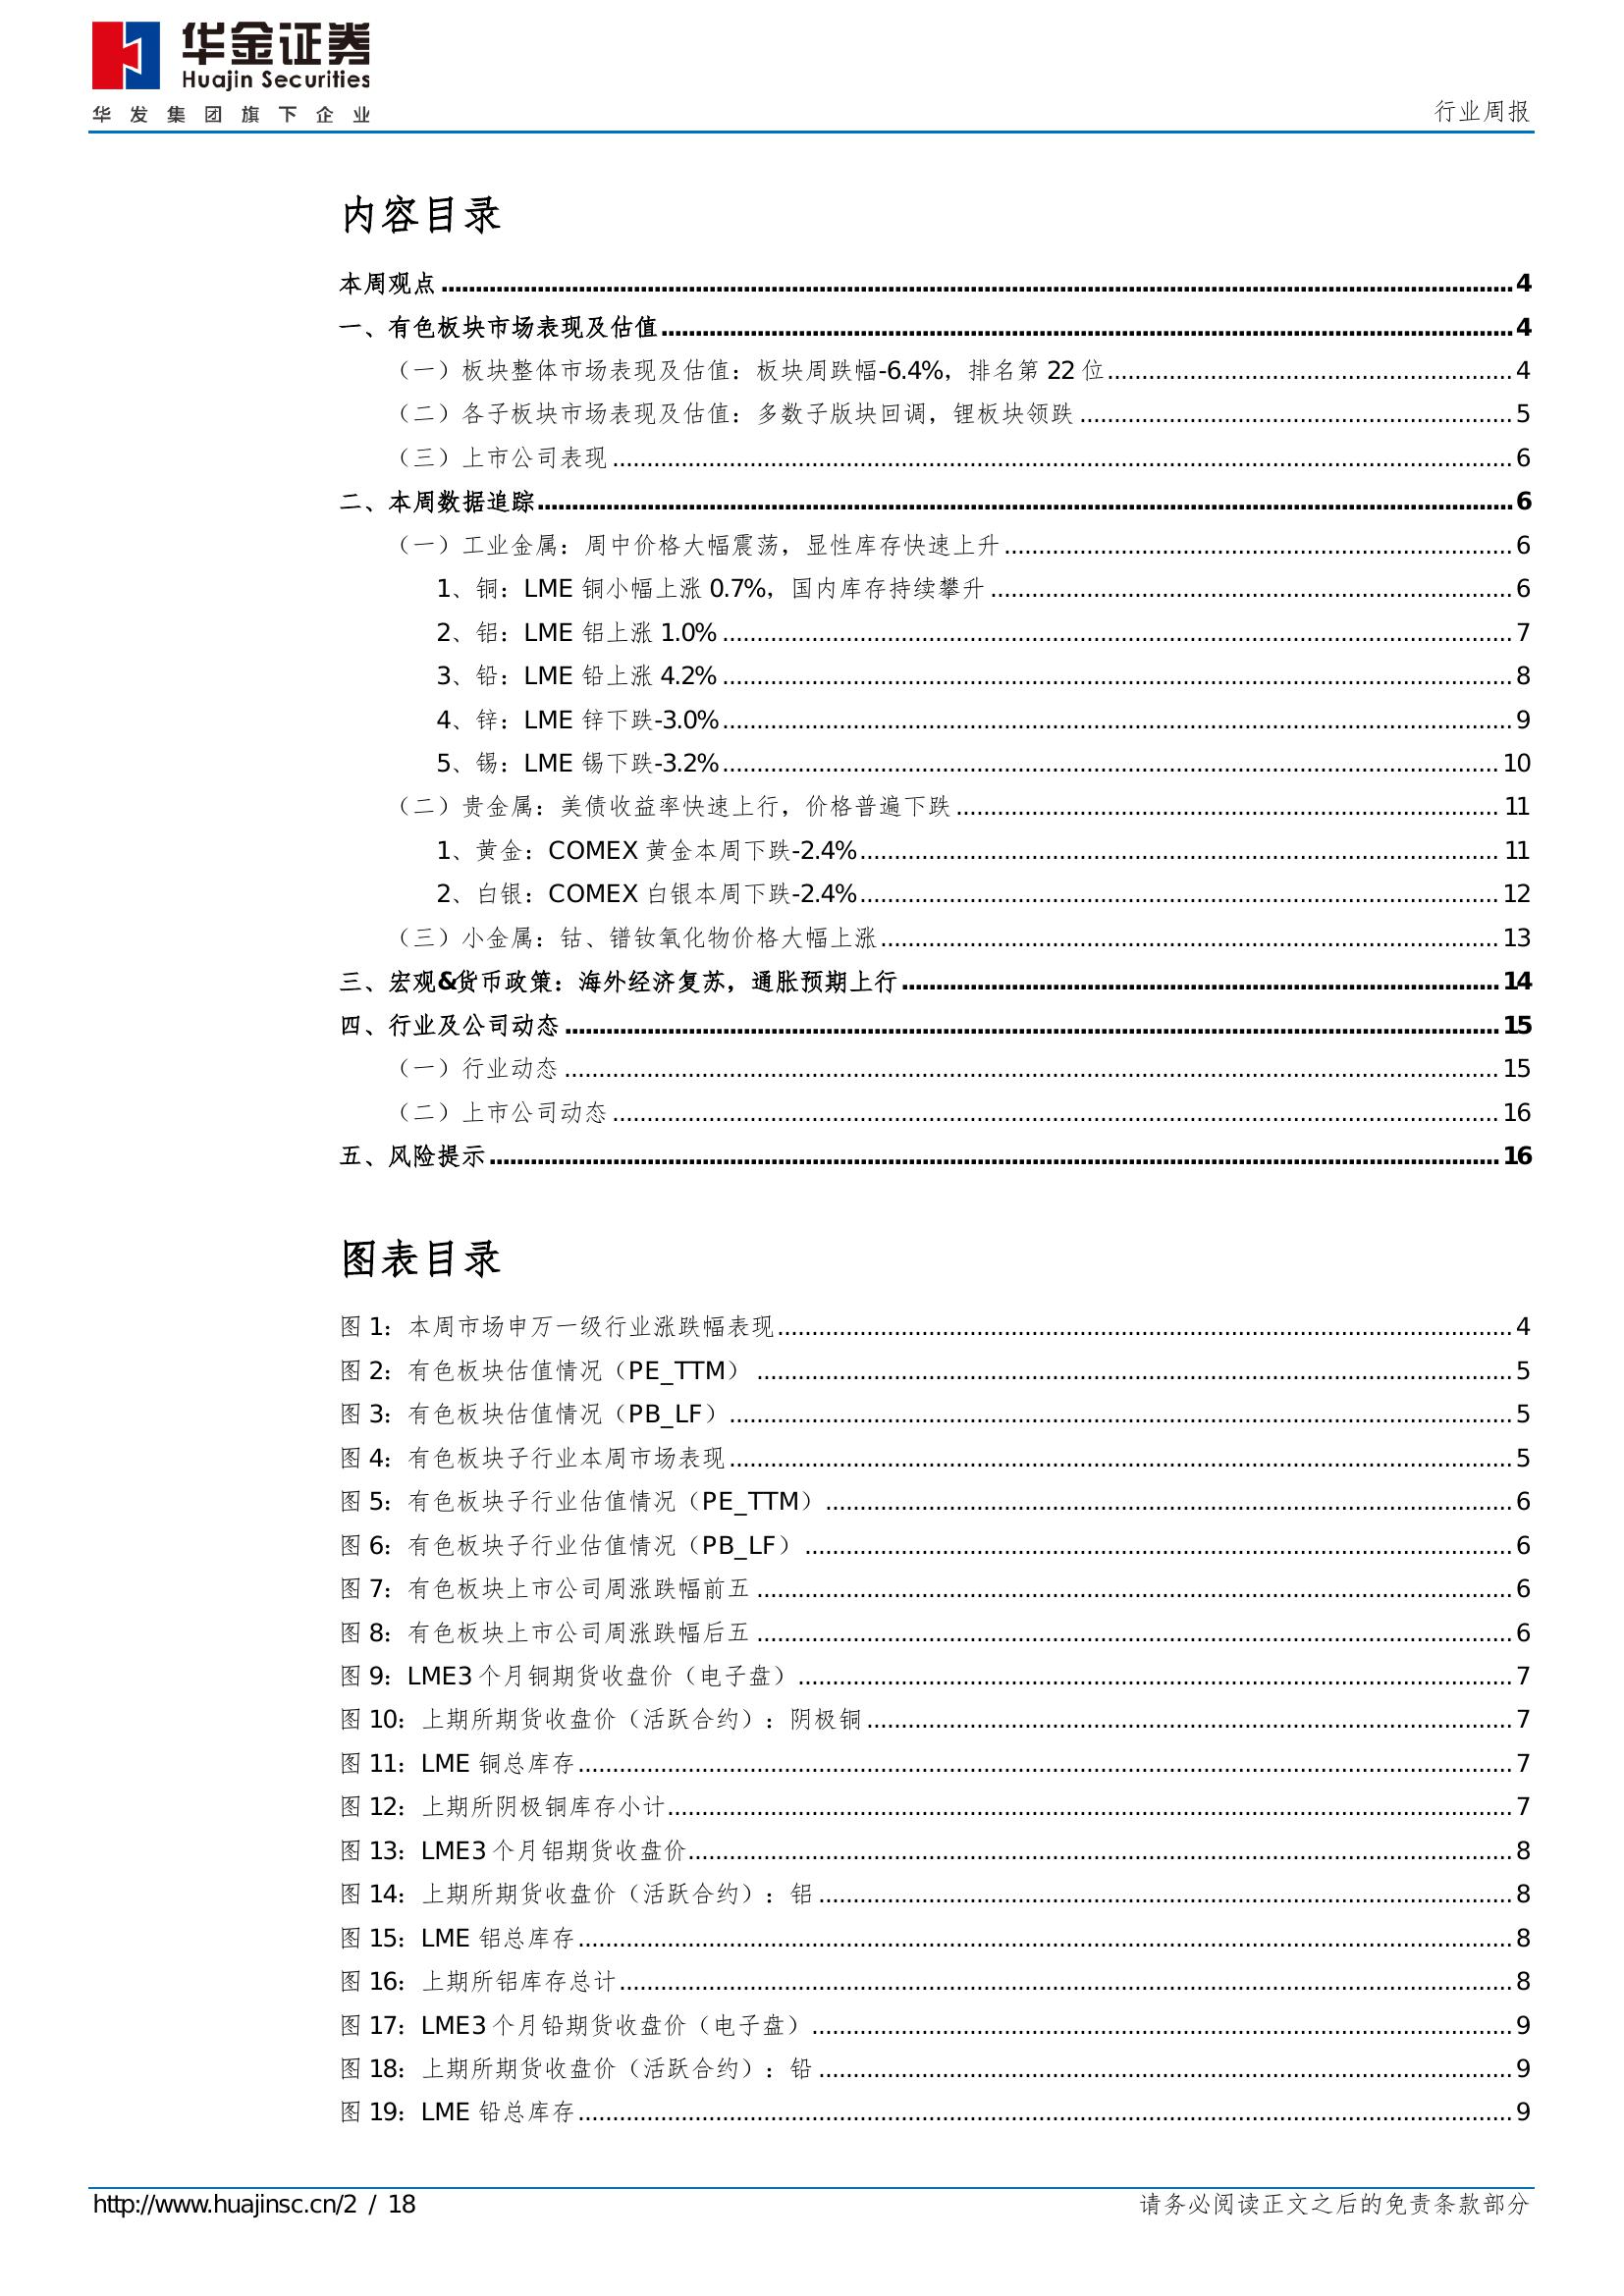 华金证券
Huajin Securities
华发集团旗下企业
行业周报
内容目录
本周观点 4
一、有色板块市场表现及估值 4
（一）板块整体市场表现及估值：板块周跌幅-6.4%，排名第 22 位 4
（二）各子板块市场表现及估值：多数子版块回调，锂板块领跌 5
（三）上市公司表现 6
二、本周数据追踪 6
（一）工业金属：周中价格大幅震荡，显性库存快速上升 6
1、铜：LME 铜小幅上涨 0.7%，国内库存持续攀升 6
2、铝：LME 铝上涨 1.0% 7
3、铅：LME 铅上涨 4.2% 8
4、锌：LME 锌下跌-3.0% 9
5、锡：LME 锡下跌-3.2% 10
（二）贵金属：美债收益率快速上行，价格普遍下跌 11
1、黄金：COMEX 黄金本周下跌-2.4% 11
2、白银：COMEX 白银本周下跌-2.4% 12
（三）小金属：钴、镨钕氧化物价格大幅上涨 13
三、宏观&货币政策：海外经济复苏，通胀预期上行 14
四、行业及公司动态 15
（一）行业动态 15
（二）上市公司动态 16
五、风险提示 16
图表目录
图 1：本周市场申万一级行业涨跌幅表现 4
图 2：有色板块估值情况（PE_TTM） 5
图 3：有色板块估值情况（PB_LF） 5
图 4：有色板块子行业本周市场表现 5
图 5：有色板块子行业估值情况（PE_TTM） 6
图 6：有色板块子行业估值情况（PB_LF） 6
图 7：有色板块上市公司周涨跌幅前五 6
图 8：有色板块上市公司周涨跌幅后五 6
图 9：LME3 个月铜期货收盘价（电子盘） 7
图 10：上期所期货收盘价（活跃合约）：阴极铜 7
图 11：LME 铜总库存 7
图 12：上期所阴极铜库存小计 7
图 13：LME3 个月铝期货收盘价 8
图 14：上期所期货收盘价（活跃合约）：铝 8
图 15：LME 铝总库存 8
图 16：上期所铝库存总计 8
图 17：LME3 个月铅期货收盘价（电子盘） 9
图 18：上期所期货收盘价（活跃合约）：铅 9
图 19：LME 铅总库存 9
http://www.huajinsc.cn/2 / 18
请务必阅读正文之后的免责条款部分